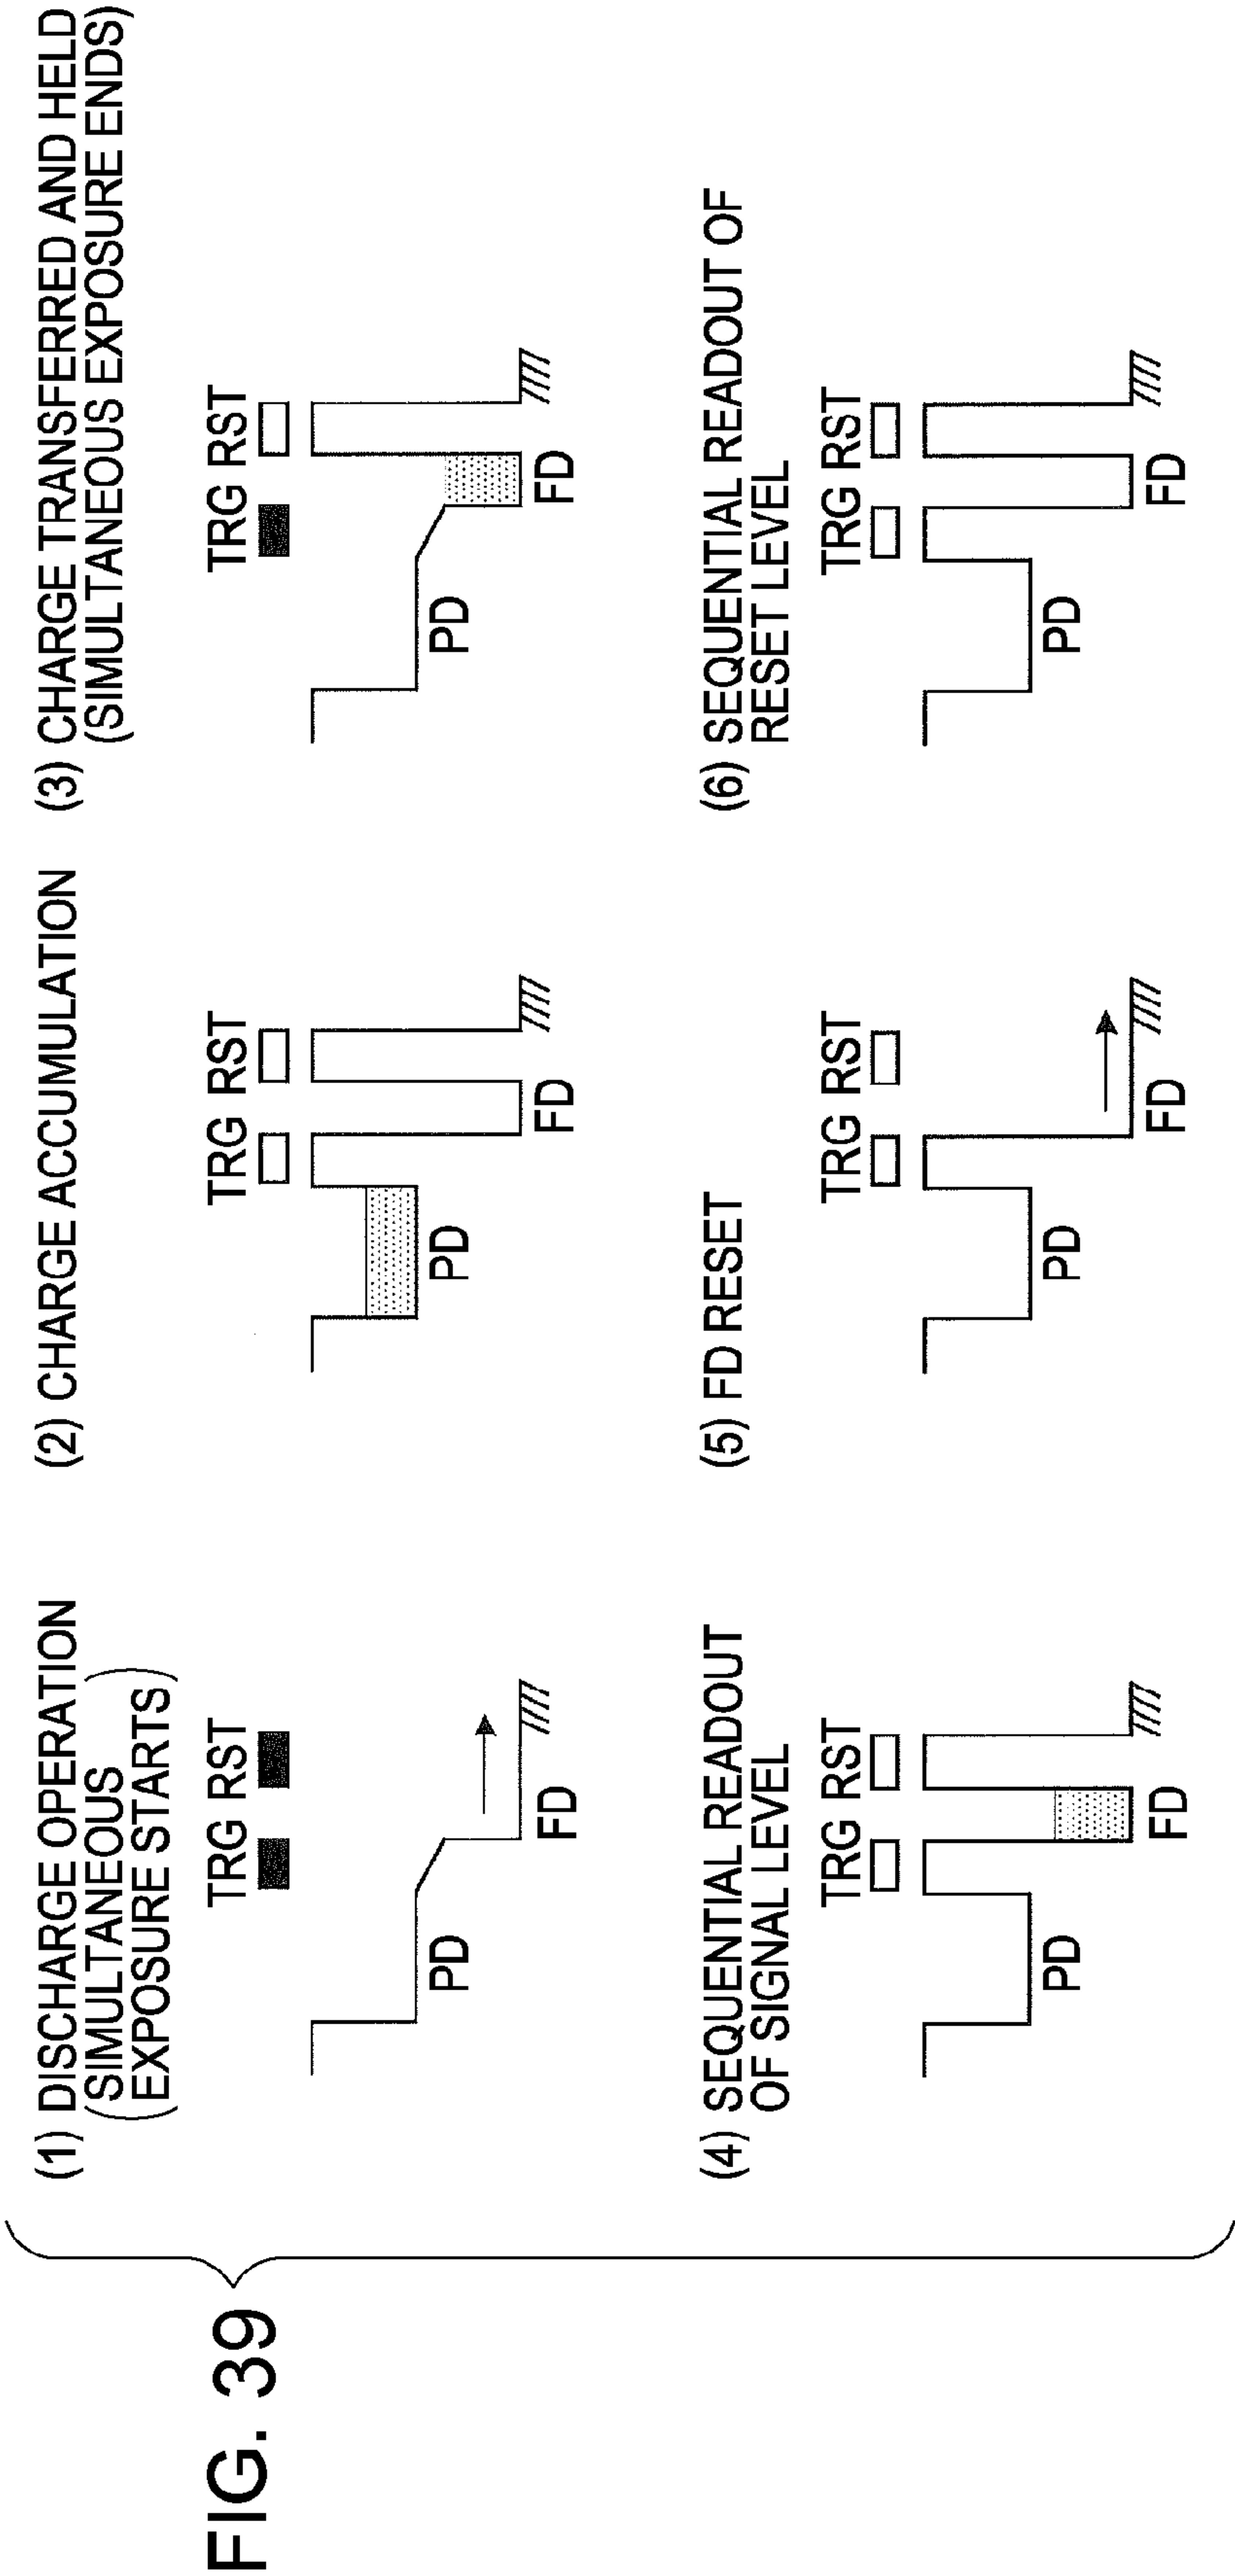 FIG. 39
(1) DISCHARGE OPERATION
(SIMULTANEOUS
EXPOSURE STARTS)
TRG RST
PD
FD
(2) CHARGE ACCUMULATION
TRG RST
PD
FD
(3) CHARGE TRANSFERRED AND HELD
(SIMULTANEOUS EXPOSURE ENDS)
TRG RST
PD
FD
(4) SEQUENTIAL READOUT
OF SIGNAL LEVEL
TRG RST
PD
FD
(5) FD RESET
TRG RST
PD
FD
(6) SEQUENTIAL READOUT OF
RESET LEVEL
TRG RST
PD
FD